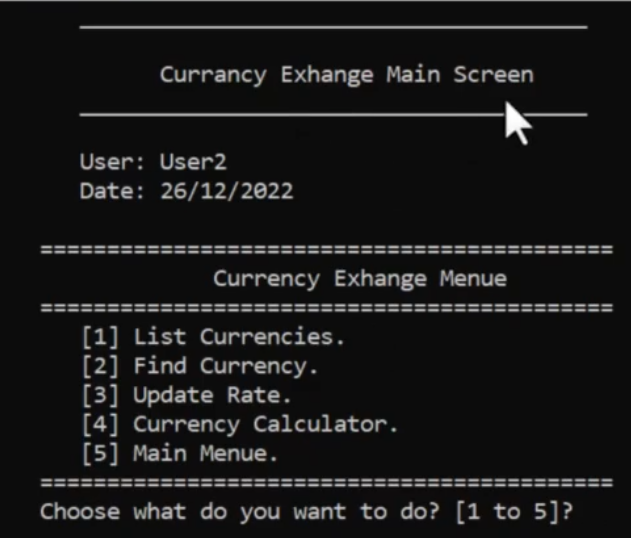 Currancy Exhange Main Screen
User: User2
Date: 26/12/2022
===========================================
Currency Exhange Menue
===========================================
[1] List Currencies.
[2] Find Currency.
[3] Update Rate.
[4] Currency Calculator.
[5] Main Menue.
===========================================
Choose what do you want to do? [1 to 5]?